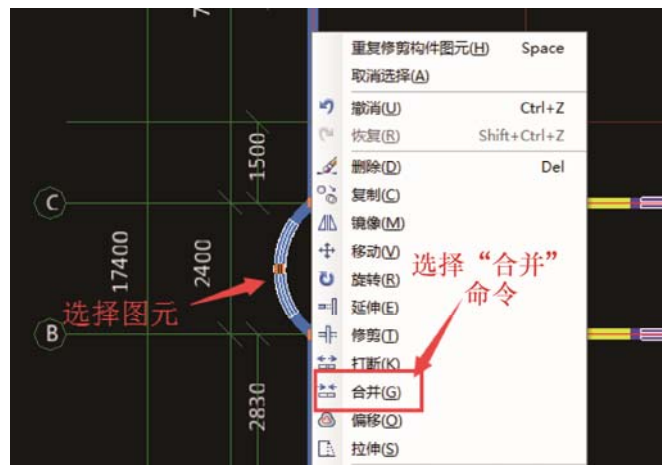 重复修剪构件图元(H) Space
取消选择(A)
撤消(U) Ctrl+Z
恢复(R) Shift+Ctrl+Z
删除(D) Del
复制(C)
镜像(M)
移动(V)
旋转(R)
延伸(E)
修剪(T)
打断(K)
合并(G)
偏移(O)
拉伸(S)
选择“合并”
命令
选择图元
C
B
1500
17400
2400
2830